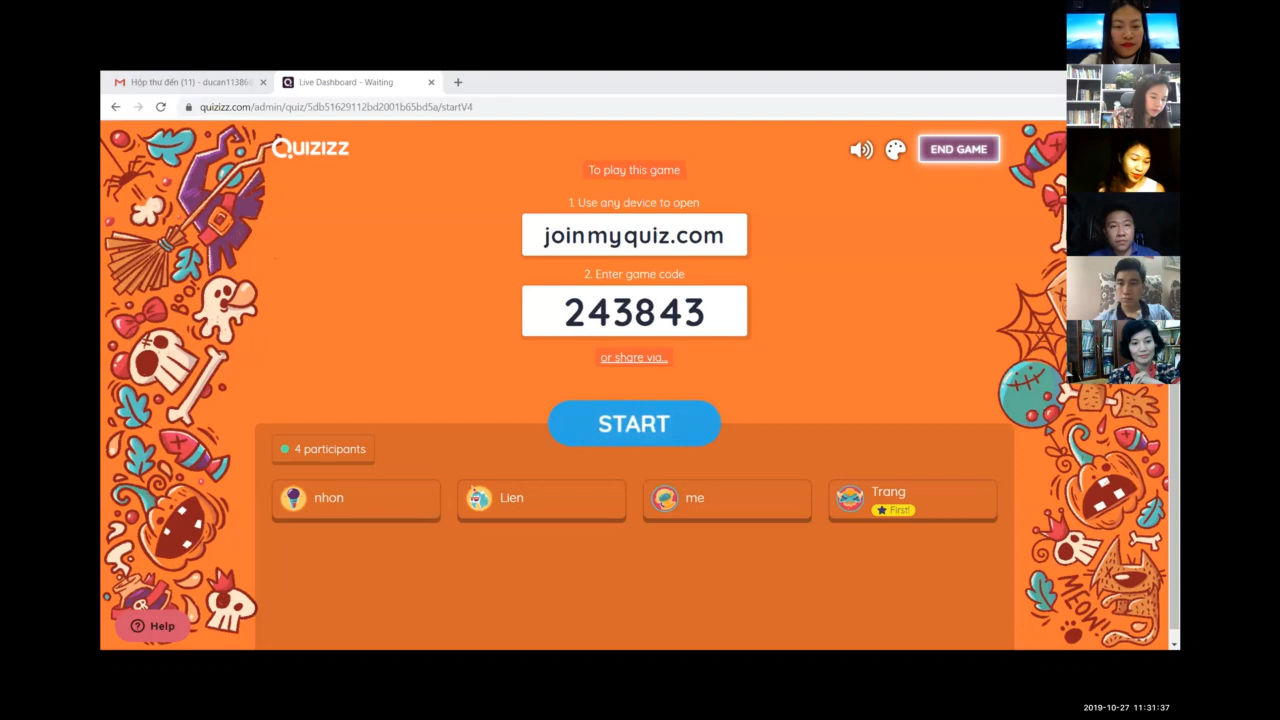 Hộp thư đến (11) - ducan11386@
Live Dashboard - Waiting
quizizz.com/admin/quiz/5db51629112bd2001b65bd5a/startV4
QUIZIZZ
END GAME
To play this game
1. Use any device to open
joinmyquiz.com
2. Enter game code
243843
or share via...
START
4 participants
nhon
Lien
me
Trang
First!
MEOW!
Help
2019-10-27 11:31:37